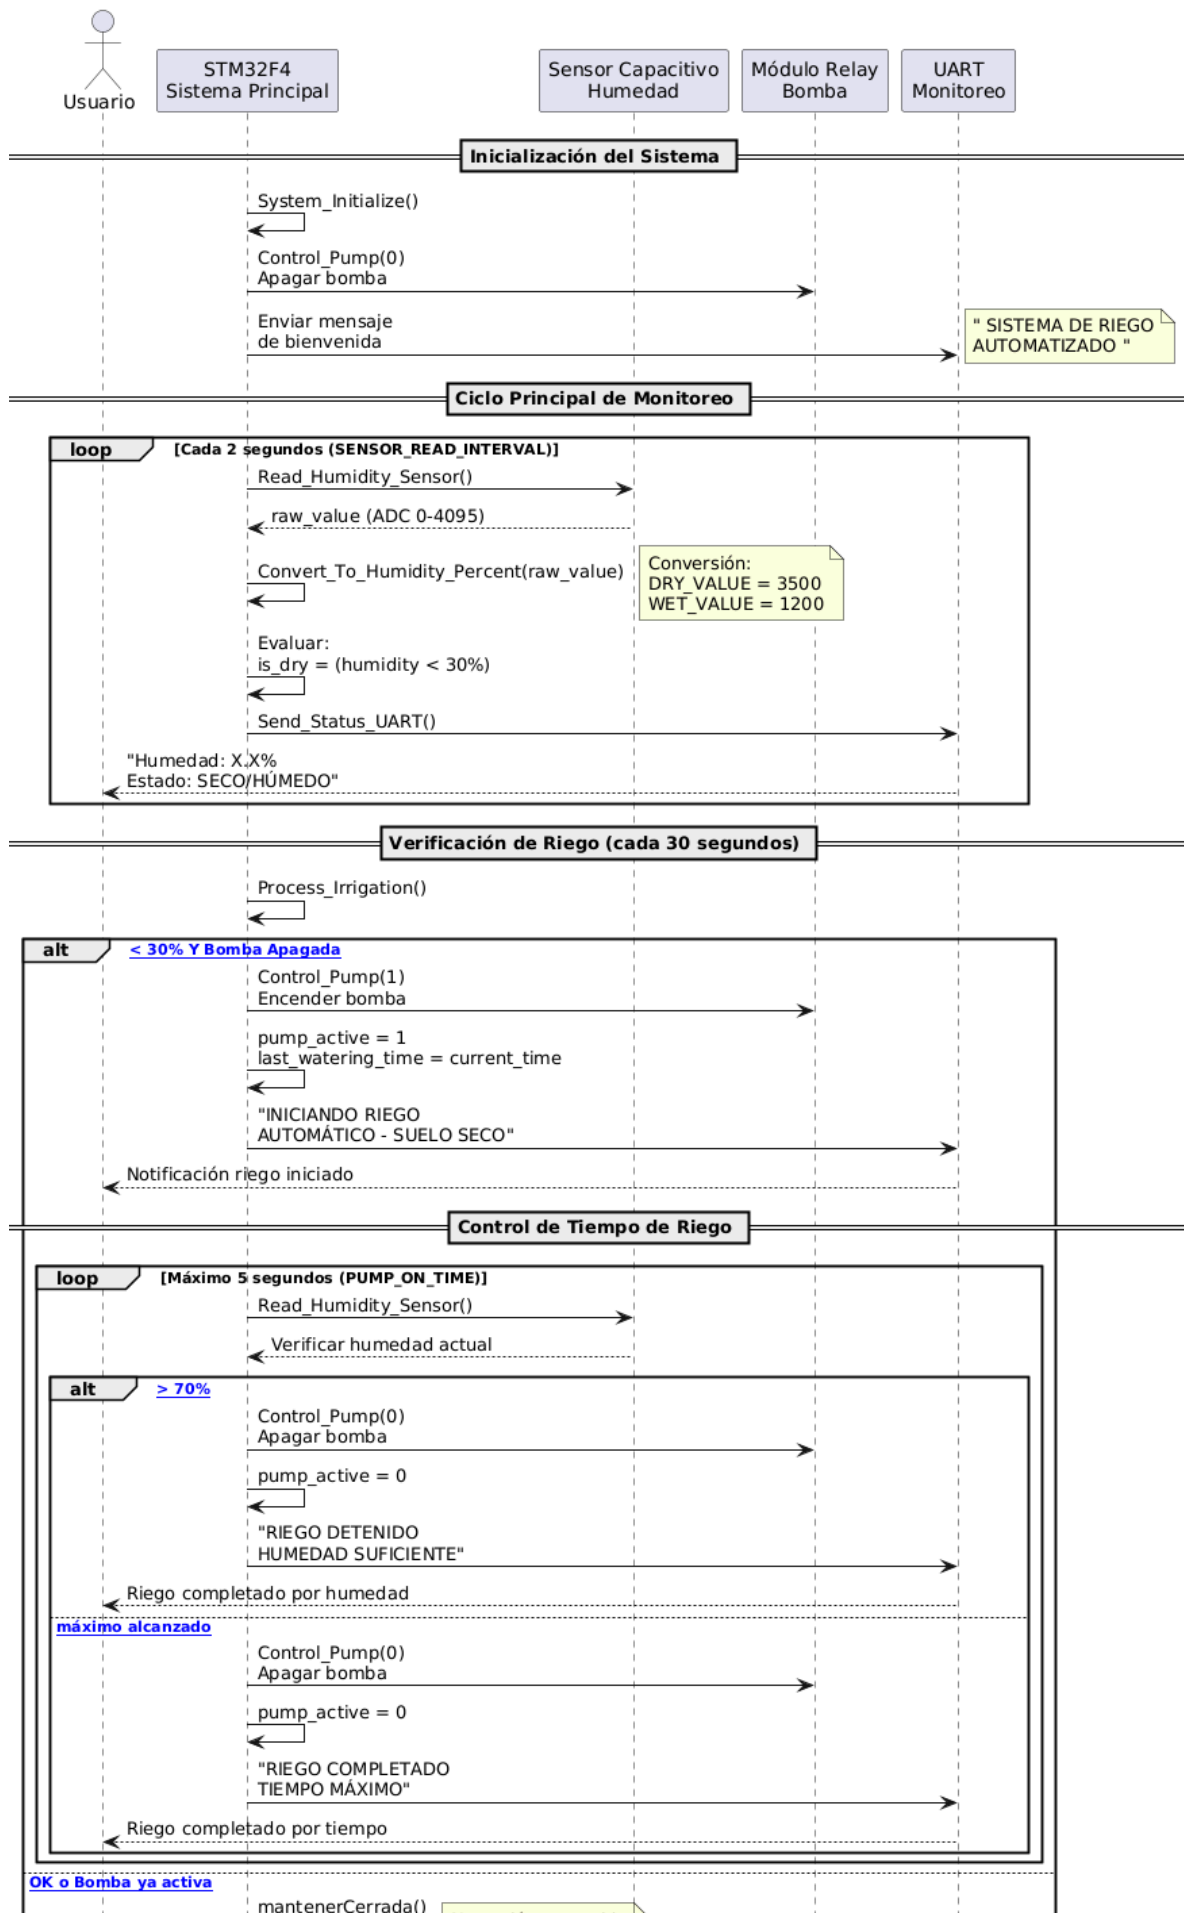 Usuario
STM32F4
Sistema Principal
Sensor Capacitivo
Humedad
Módulo Relay
Bomba
UART
Monitoreo
Inicialización del Sistema
System_Initialize()
Control_Pump(0)
Apagar bomba
Enviar mensaje
de bienvenida
" SISTEMA DE RIEGO
AUTOMATIZADO "
Ciclo Principal de Monitoreo
loop
[Cada 2 segundos (SENSOR_READ_INTERVAL)]
Read_Humidity_Sensor()
raw_value (ADC 0-4095)
Convert_To_Humidity_Percent(raw_value)
Conversión:
DRY_VALUE = 3500
WET_VALUE = 1200
Evaluar:
is_dry = (humidity < 30%)
Send_Status_UART()
"Humedad: X.X%
Estado: SECO/HÚMEDO"
Verificación de Riego (cada 30 segundos)
Process_Irrigation()
alt
< 30% Y Bomba Apagada
Control_Pump(1)
Encender bomba
pump_active = 1
last_watering_time = current_time
"INICIANDO RIEGO
AUTOMÁTICO - SUELO SECO"
Notificación riego iniciado
Control de Tiempo de Riego
loop
[Máximo 5 segundos (PUMP_ON_TIME)]
Read_Humidity_Sensor()
Verificar humedad actual
alt
> 70%
Control_Pump(0)
Apagar bomba
pump_active = 0
"RIEGO DETENIDO
HUMEDAD SUFICIENTE"
Riego completado por humedad
máximo alcanzado
Control_Pump(0)
Apagar bomba
pump_active = 0
"RIEGO COMPLETADO
TIEMPO MÁXIMO"
Riego completado por tiempo
OK o Bomba ya activa
mantenerCerrada()